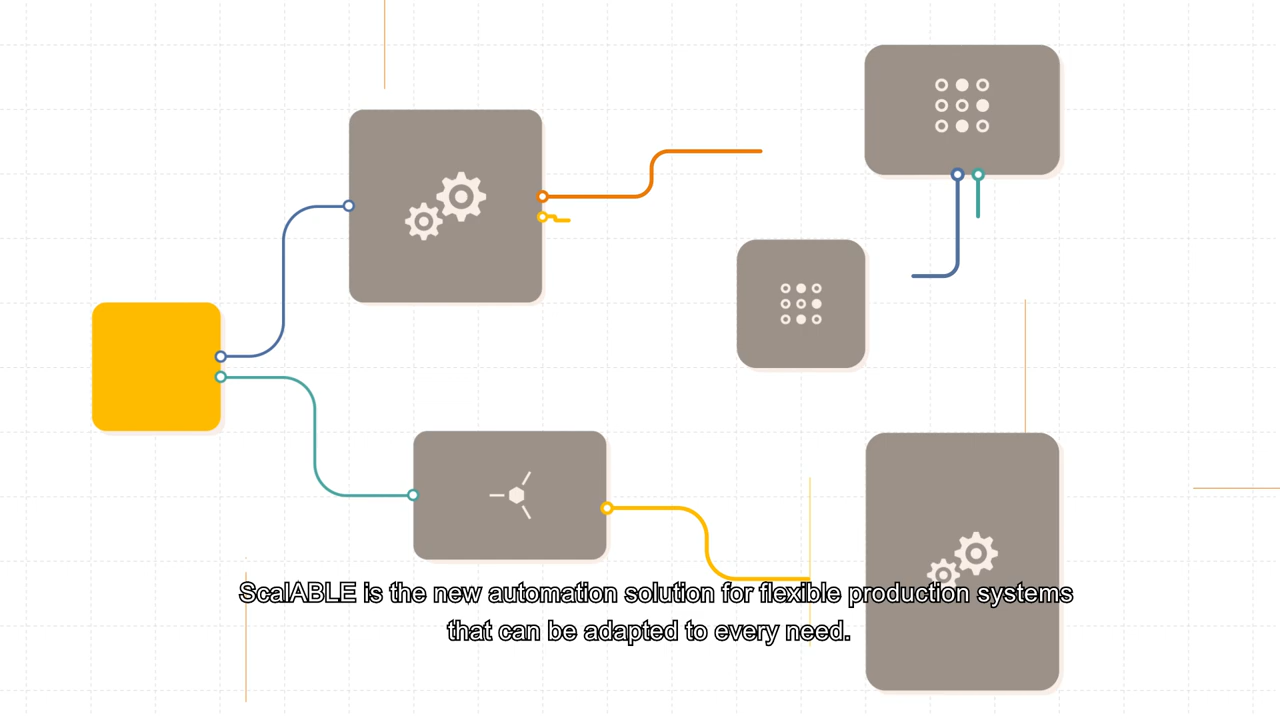 ScalABLE is the new automation solution for flexible production systems
that can be adapted to every need.